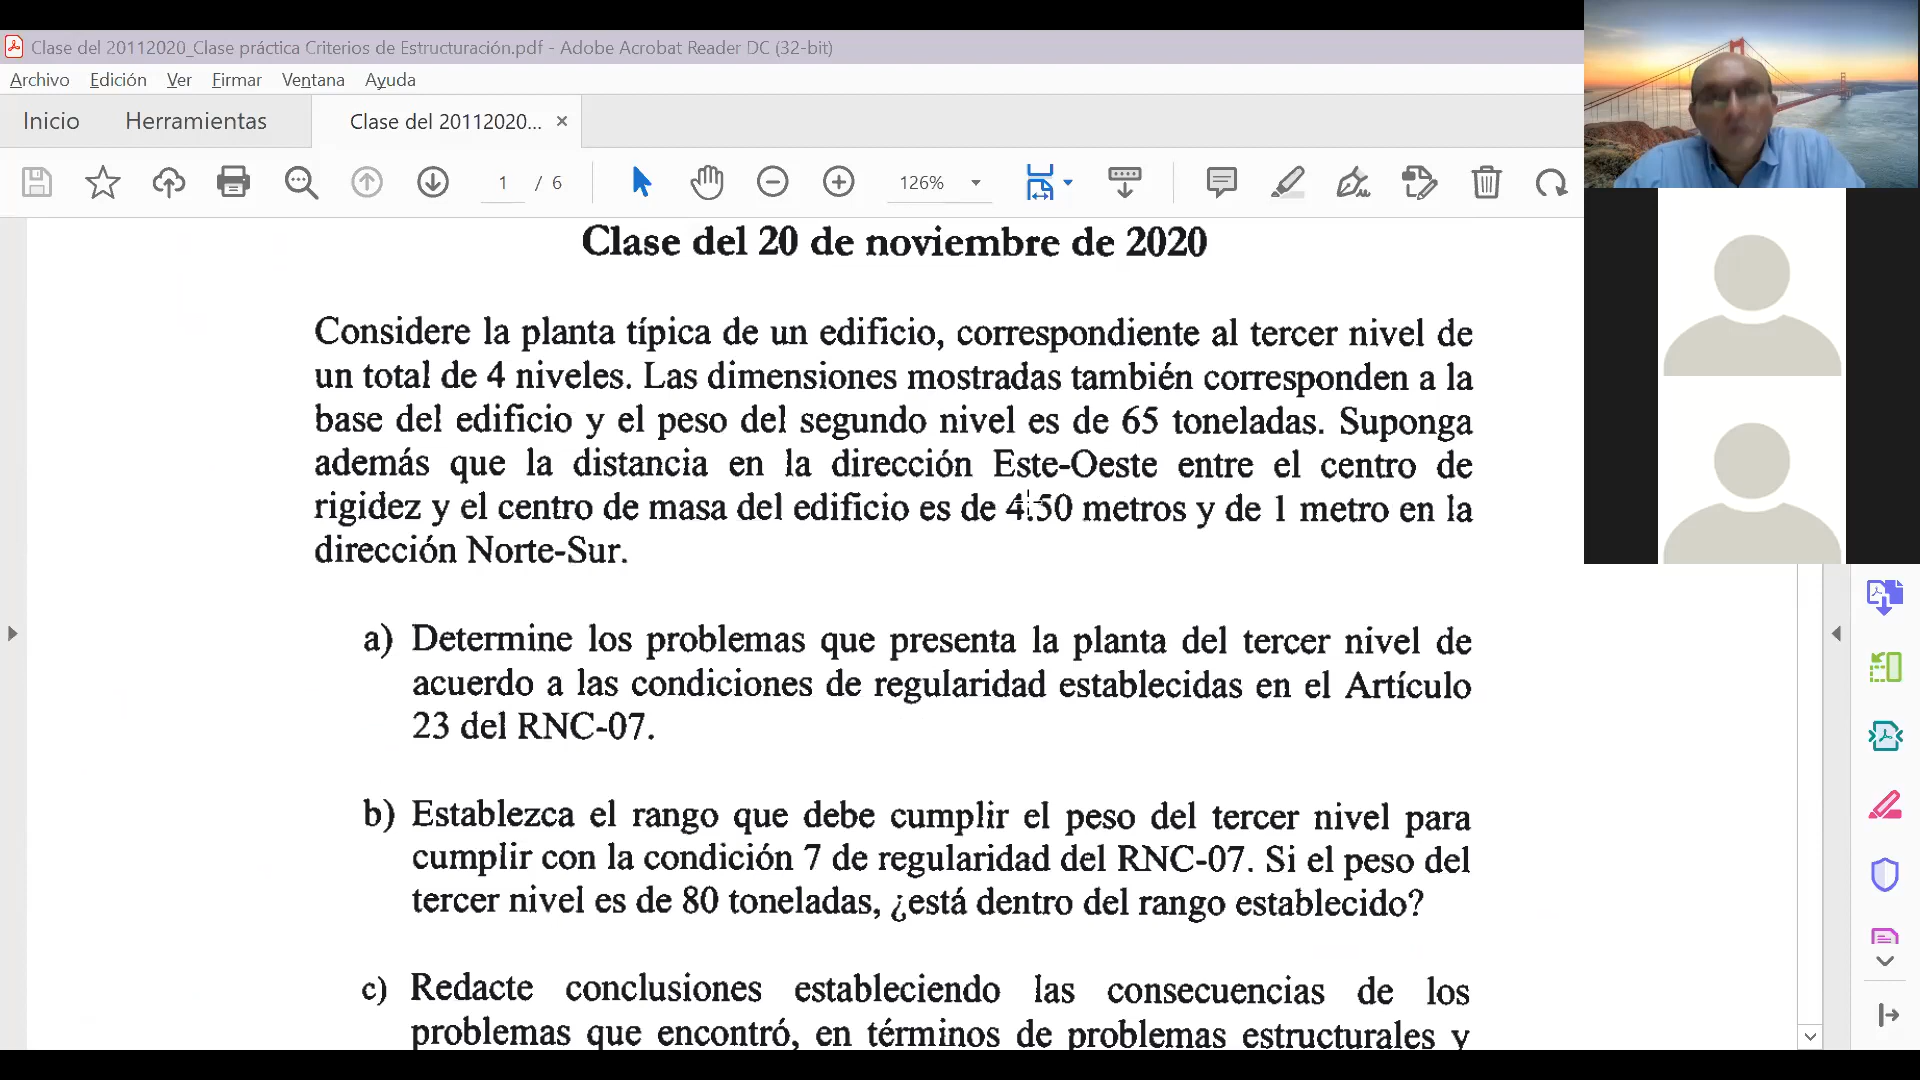 Clase del 20112020_Clase práctica Criterios de Estructuración.pdf - Adobe Acrobat Reader DC (32-bit)
Archivo Edición Ver Firmar Ventana Ayuda
Inicio Herramientas Clase del 20112020... ×
1 / 6 126%
Clase del 20 de noviembre de 2020
Considere la planta típica de un edificio, correspondiente al tercer nivel de
un total de 4 niveles. Las dimensiones mostradas también corresponden a la
base del edificio y el peso del segundo nivel es de 65 toneladas. Suponga
además que la distancia en la dirección Este-Oeste entre el centro de
rigidez y el centro de masa del edificio es de 4.50 metros y de 1 metro en la
dirección Norte-Sur.
a) Determine los problemas que presenta la planta del tercer nivel de
acuerdo a las condiciones de regularidad establecidas en el Artículo
23 del RNC-07.
b) Establezca el rango que debe cumplir el peso del tercer nivel para
cumplir con la condición 7 de regularidad del RNC-07. Si el peso del
tercer nivel es de 80 toneladas, ¿está dentro del rango establecido?
c) Redacte conclusiones estableciendo las consecuencias de los
problemas que encontró, en términos de problemas estructurales y